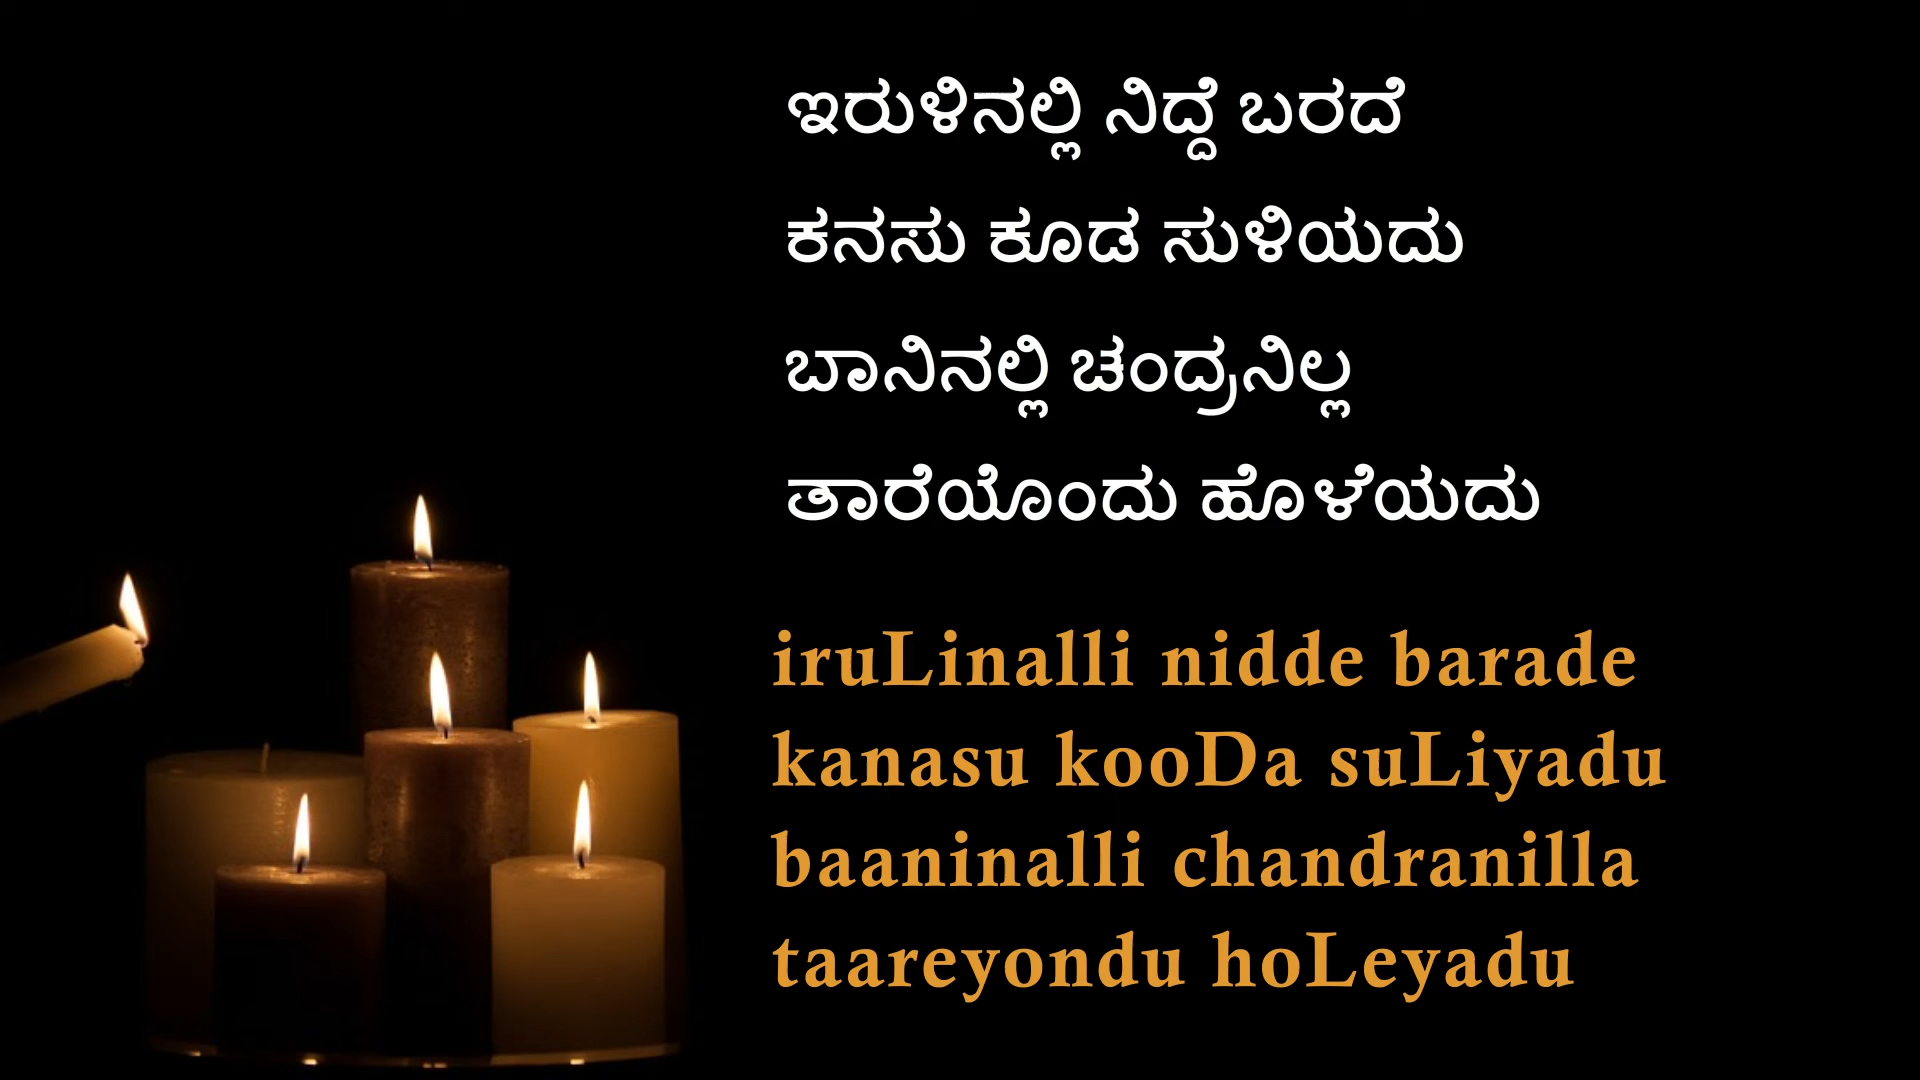 ಇರುಳಿನಲ್ಲಿ ನಿದ್ದೆ ಬರದೆ
ಕನಸು ಕೂಡ ಸುಳಿಯದು
ಬಾನಿನಲ್ಲಿ ಚಂದ್ರನಿಲ್ಲ
ತಾರೆಯೊಂದು ಹೊಳೆಯದು
iruLinalli nidde barade
kanasu kooDa suLiyadu
baaninalli chandranilla
taareyondu hoLeyadu